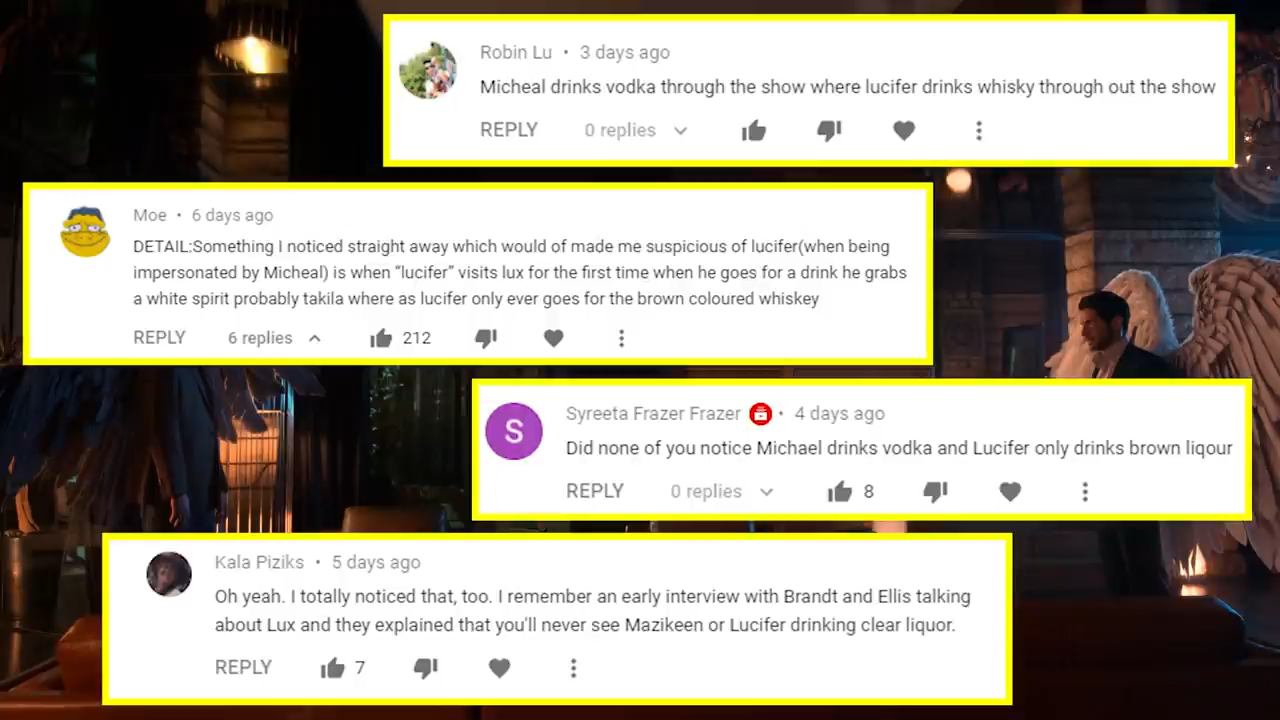 Robin Lu • 3 days ago
Micheal drinks vodka through the show where lucifer drinks whisky through out the show
REPLY 0 replies
Moe • 6 days ago
DETAIL:Something I noticed straight away which would of made me suspicious of lucifer(when being
impersonated by Micheal) is when “lucifer” visits lux for the first time when he goes for a drink he grabs
a white spirit probably takila where as lucifer only ever goes for the brown coloured whiskey
REPLY 6 replies 212
S
Syreeta Frazer Frazer • 4 days ago
Did none of you notice Michael drinks vodka and Lucifer only drinks brown liqour
REPLY 0 replies 8
Kala Piziks • 5 days ago
Oh yeah. I totally noticed that, too. I remember an early interview with Brandt and Ellis talking
about Lux and they explained that you'll never see Mazikeen or Lucifer drinking clear liquor.
REPLY 7